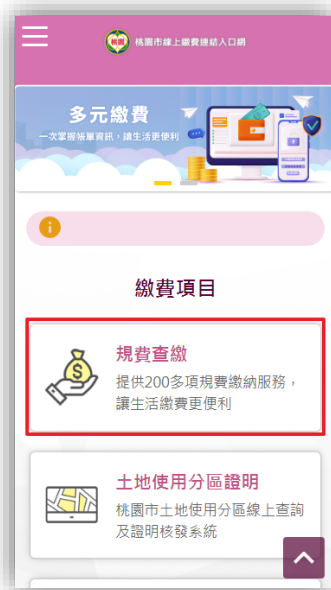 桃園市線上繳費連結入口網
多元繳費
一次掌握帳單資訊,讓生活更便利
繳費項目
規費查繳
提供200多項規費繳納服務,
讓生活繳費更便利
土地使用分區證明
桃園市土地使用分區線上查詢
及證明核發系統